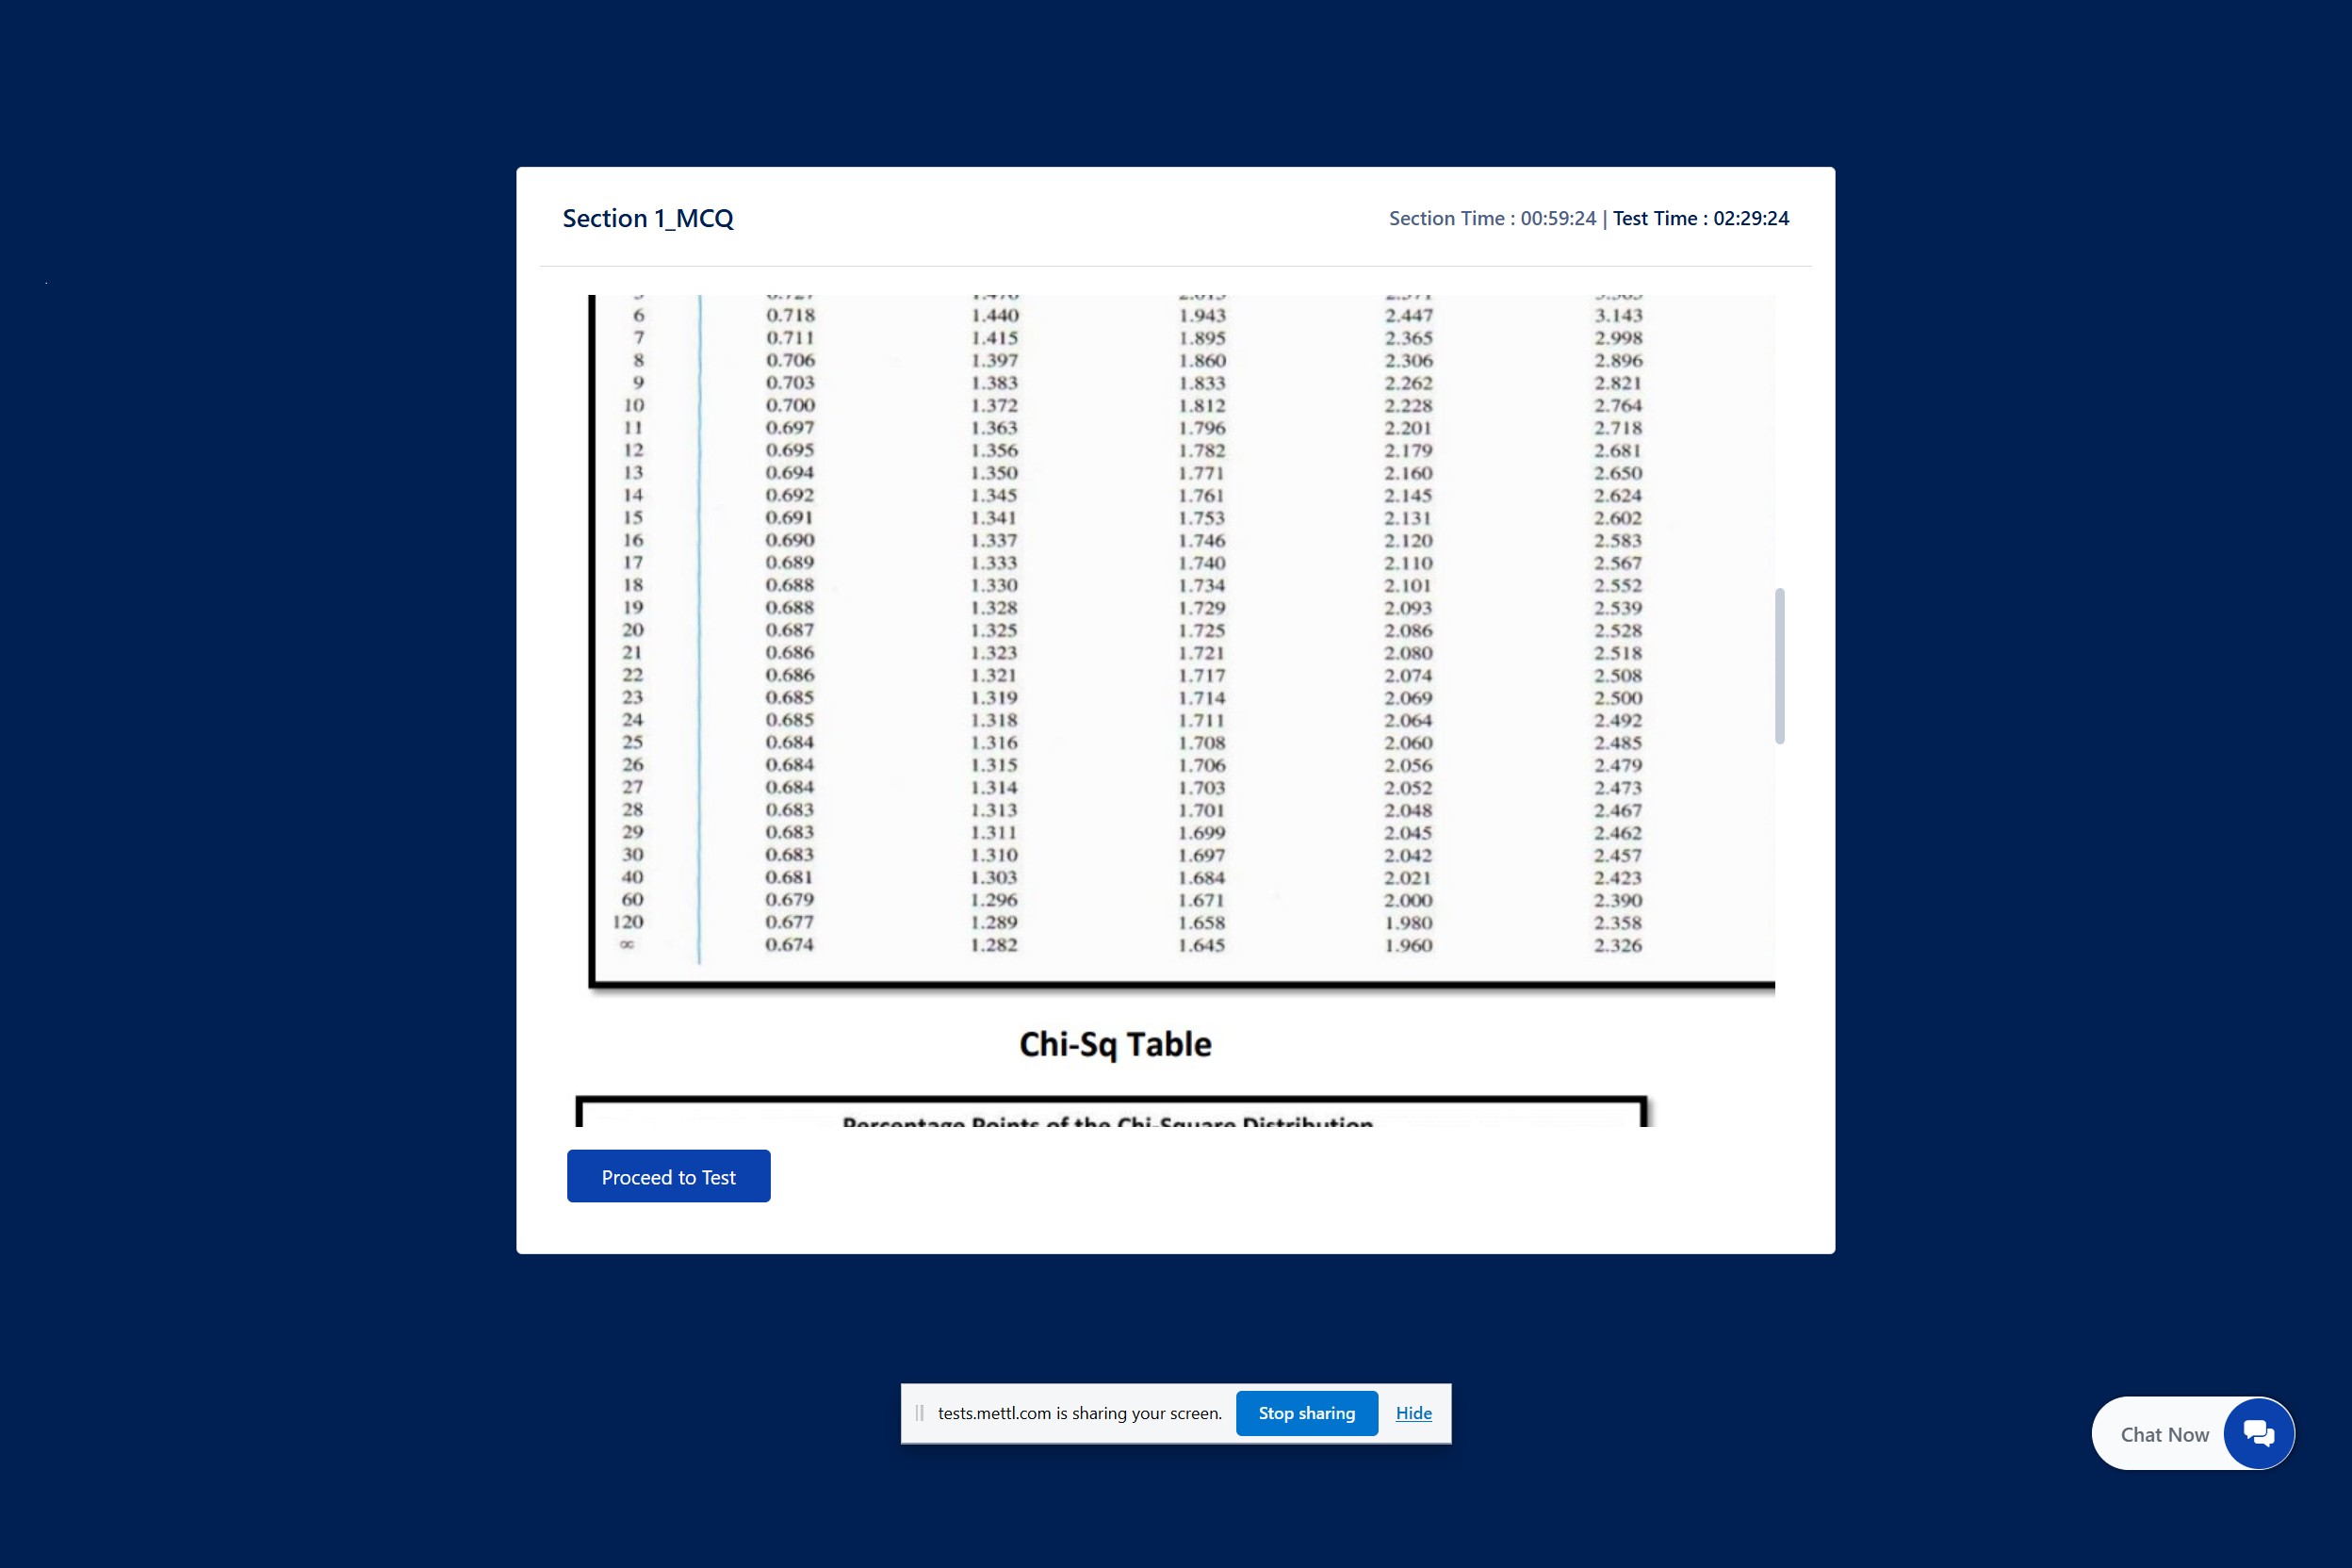 Section 1_MCQ
Section Time : 00:59:24 | Test Time : 02:29:24
6 0.718 1.440 1.943 2.447 3.143
7 0.711 1.415 1.895 2.365 2.998
8 0.706 1.397 1.860 2.306 2.896
9 0.703 1.383 1.833 2.262 2.821
10 0.700 1.372 1.812 2.228 2.764
11 0.697 1.363 1.796 2.201 2.718
12 0.695 1.356 1.782 2.179 2.681
13 0.694 1.350 1.771 2.160 2.650
14 0.692 1.345 1.761 2.145 2.624
15 0.691 1.341 1.753 2.131 2.602
16 0.690 1.337 1.746 2.120 2.583
17 0.689 1.333 1.740 2.110 2.567
18 0.688 1.330 1.734 2.101 2.552
19 0.688 1.328 1.729 2.093 2.539
20 0.687 1.325 1.725 2.086 2.528
21 0.686 1.323 1.721 2.080 2.518
22 0.686 1.321 1.717 2.074 2.508
23 0.685 1.319 1.714 2.069 2.500
24 0.685 1.318 1.711 2.064 2.492
25 0.684 1.316 1.708 2.060 2.485
26 0.684 1.315 1.706 2.056 2.479
27 0.684 1.314 1.703 2.052 2.473
28 0.683 1.313 1.701 2.048 2.467
29 0.683 1.311 1.699 2.045 2.462
30 0.683 1.310 1.697 2.042 2.457
40 0.681 1.303 1.684 2.021 2.423
60 0.679 1.296 1.671 2.000 2.390
120 0.677 1.289 1.658 1.980 2.358
∞ 0.674 1.282 1.645 1.960 2.326
Chi-Sq Table
Percentage Points of the Chi-Square Distribution
Proceed to Test
tests.mettl.com is sharing your screen. Stop sharing Hide
Chat Now